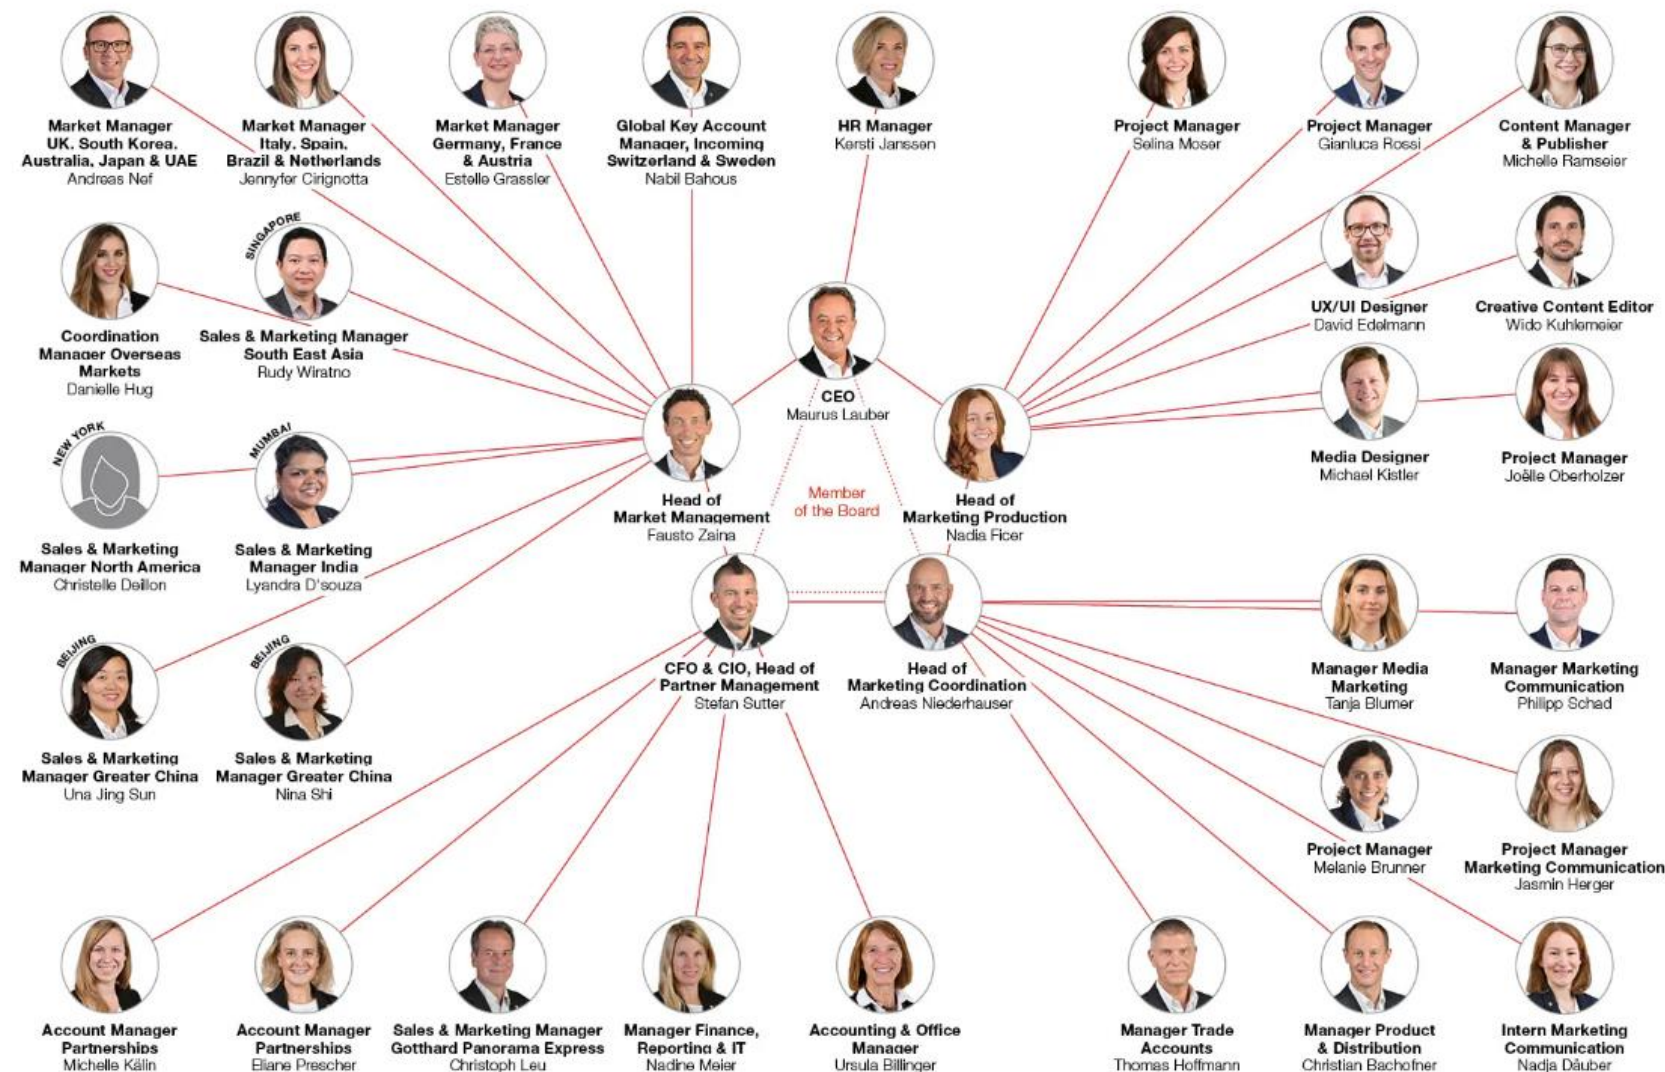 Market Manager
UK, South Korea,
Australia, Japan & UAE
Andreas Nef
Market Manager
Italy, Spain,
Brazil & Netherlands
Jennyfer Cirignotta
Market Manager
Germany, France
& Austria
Estelle Grassler
Global Key Account
Manager, Incoming
Switzerland & Sweden
Nabil Bahous
HR Manager
Kersti Janssen
Project Manager
Selina Moser
Project Manager
Gianluca Rossi
Content Manager
& Publisher
Michelle Ramseier
Coordination
Manager Overseas
Markets
Danielle Hug
SINGAPORE
Sales & Marketing Manager
South East Asia
Rudy Wiratno
CEO
Maurus Lauber
UX/UI Designer
David Edelmann
Creative Content Editor
Wido Kuhlemeier
NEW YORK
Sales & Marketing
Manager North America
Christelle Deillon
MUMBAI
Sales & Marketing
Manager India
Lyandra D'souza
Head of
Market Management
Fausto Zaina
Member
of the Board
Head of
Marketing Production
Nadia Ficer
Media Designer
Michael Kistler
Project Manager
Joëlle Oberholzer
BEIJING
Sales & Marketing
Manager Greater China
Una Jing Sun
BEIJING
Sales & Marketing
Manager Greater China
Nina Shi
CFO & CIO, Head of
Partner Management
Stefan Sutter
Head of
Marketing Coordination
Andreas Niederhauser
Manager Media
Marketing
Tanja Blumer
Manager Marketing
Communication
Philipp Schad
Project Manager
Melanie Brunner
Project Manager
Marketing Communication
Jasmin Herger
Account Manager
Partnerships
Michelle Kälin
Account Manager
Partnerships
Eliane Prescher
Sales & Marketing Manager
Gotthard Panorama Express
Christoph Leu
Manager Finance,
Reporting & IT
Nadine Meier
Accounting & Office
Manager
Ursula Billinger
Manager Trade
Accounts
Thomas Hoffmann
Manager Product
& Distribution
Christian Bachofner
Intern Marketing
Communication
Nadja Däuber